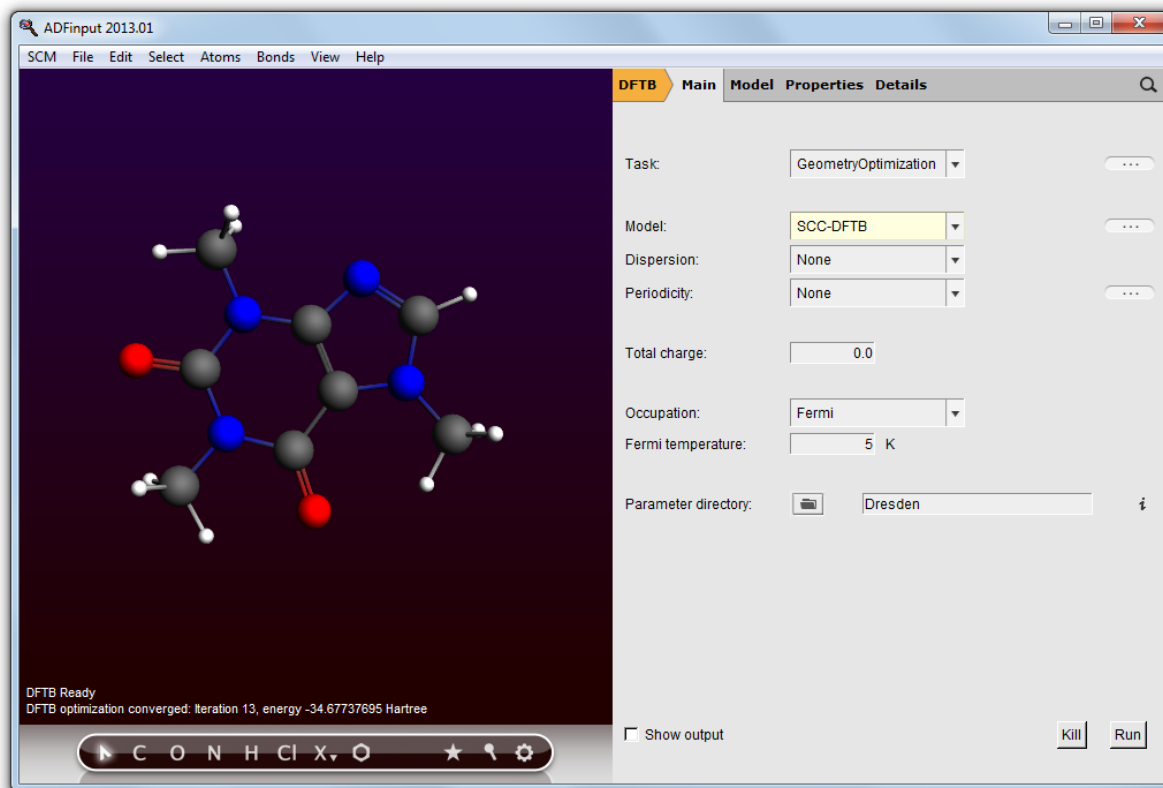 ADFinput 2013.01
SCM File Edit Select Atoms Bonds View Help
DFTB Main Model Properties Details
Task: GeometryOptimization ...
Model: SCC-DFTB ...
Dispersion: None
Periodicity: None ...
Total charge: 0.0
Occupation: Fermi
Fermi temperature: 5 K
Parameter directory: Dresden i
DFTB Ready
DFTB optimization converged: Iteration 13, energy -34.67737695 Hartree
Show output Kill Run
C O N H Cl X